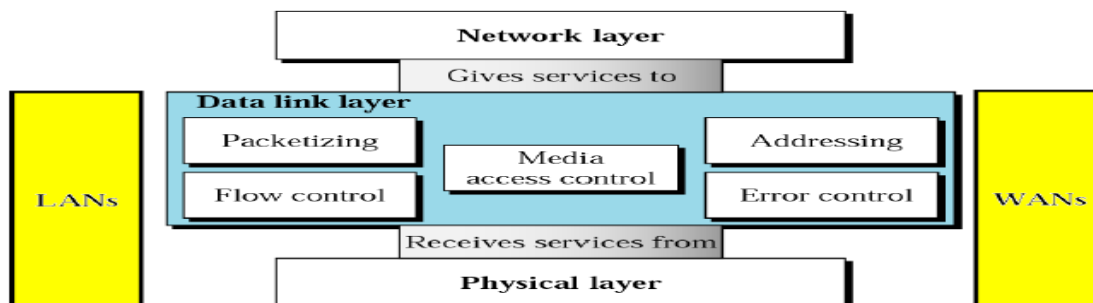 Network layer
Gives services to
Data link layer
Packetizing
Addressing
Media
access control
Flow control
Error control
LANs
WANs
Receives services from
Physical layer